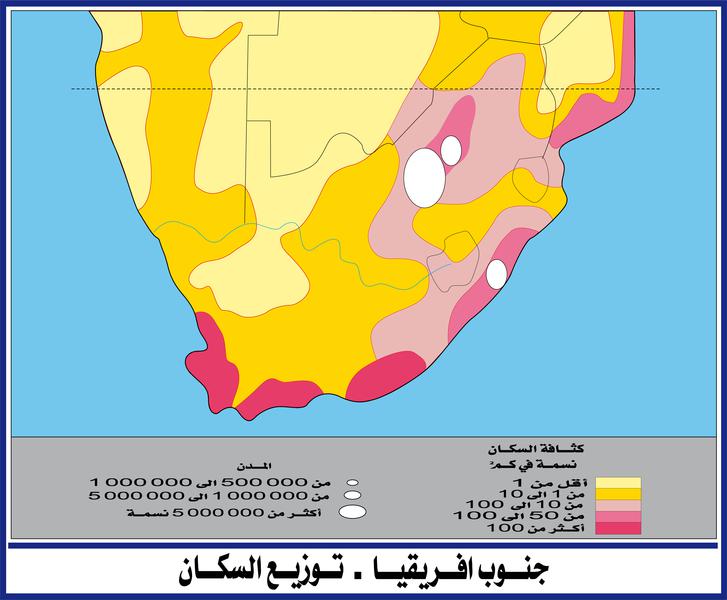 كثافة السكان
نسمة في كم²
أقل من 1
من 1 الى 10
من 10 الى 100
من 50 الى 100
أكثر من 100
المدن
من 500 000 الى 1 000 000
من 1 000 000 الى 5 000 000
أكثر من 5 000 000 نسمة
جنوب افريقيا . توزيع السكان